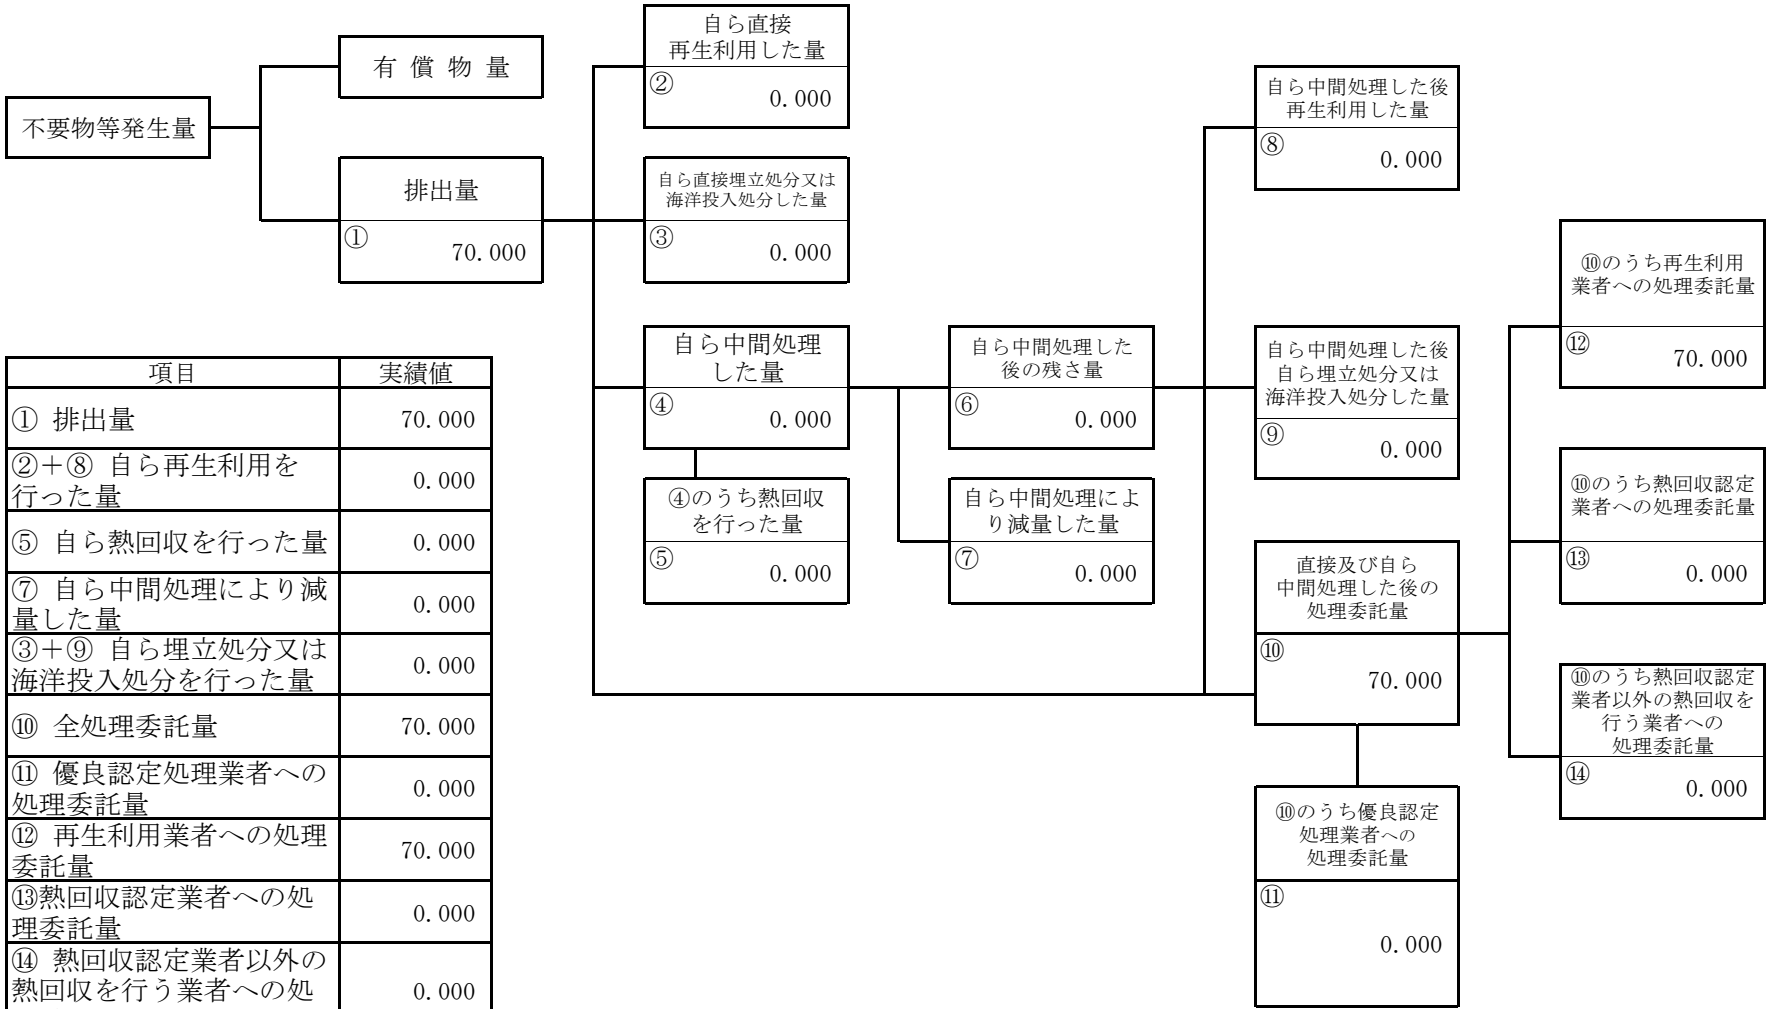 不要物等発生量
有 償 物 量
排出量
① 70.000
自ら直接
再生利用した量
② 0.000
自ら直接埋立処分又は
海洋投入処分した量
③ 0.000
自ら中間処理
した量
④ 0.000
④のうち熱回収
を行った量
⑤ 0.000
自ら中間処理した
後の残さ量
⑥ 0.000
自ら中間処理によ
り減量した量
⑦ 0.000
自ら中間処理した後
再生利用した量
⑧ 0.000
自ら中間処理した後
自ら埋立処分又は
海洋投入処分した量
⑨ 0.000
直接及び自ら
中間処理した後の
処理委託量
⑩ 70.000
⑩のうち優良認定
処理業者への
処理委託量
⑪ 0.000
⑩のうち再生利用
業者への処理委託量
⑫ 70.000
⑩のうち熱回収認定
業者への処理委託量
⑬ 0.000
⑩のうち熱回収認定
業者以外の熱回収を
行う業者への
処理委託量
⑭ 0.000
項目 実績値
① 排出量 70.000
②＋⑧ 自ら再生利用を
行った量 0.000
⑤ 自ら熱回収を行った量 0.000
⑦ 自ら中間処理により減
量した量 0.000
③＋⑨ 自ら埋立処分又は
海洋投入処分を行った量 0.000
⑩ 全処理委託量 70.000
⑪ 優良認定処理業者への
処理委託量 0.000
⑫ 再生利用業者への処理
委託量 70.000
⑬熱回収認定業者への処
理委託量 0.000
⑭ 熱回収認定業者以外の
熱回収を行う業者への処 0.000